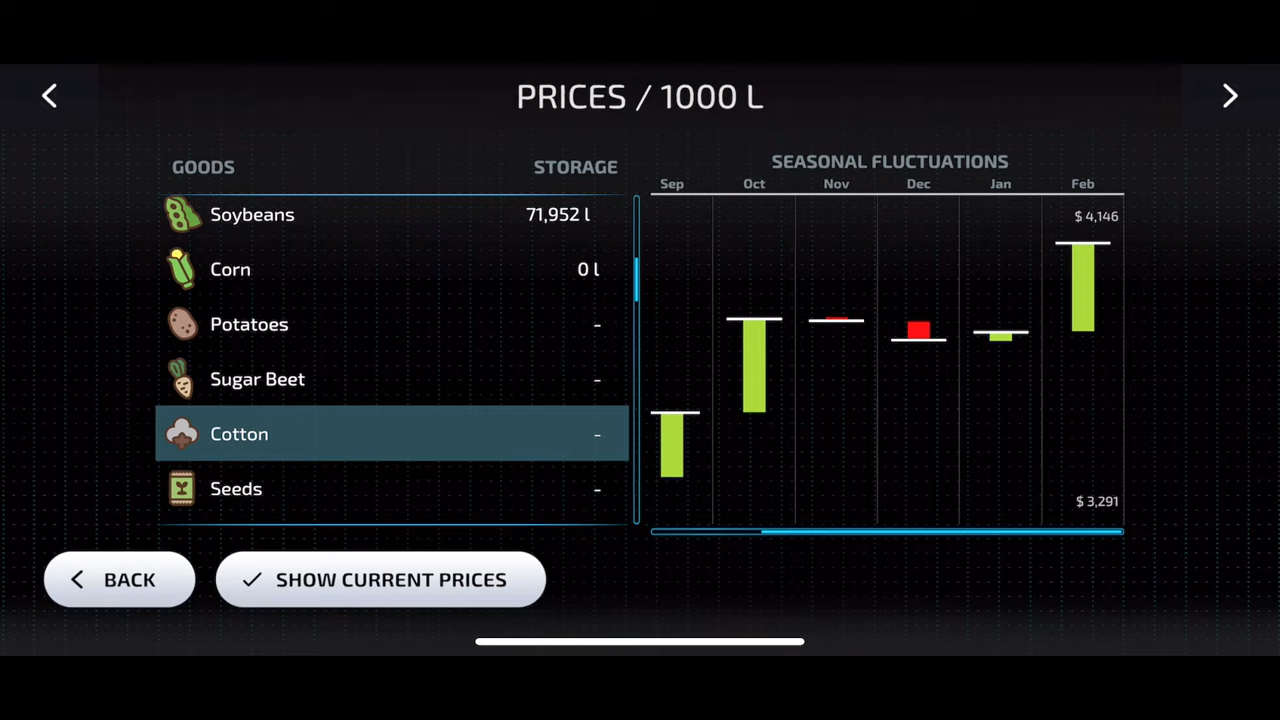 PRICES / 1000 L
GOODS STORAGE
Soybeans 71,952 l
Corn 0 l
Potatoes -
Sugar Beet -
Cotton -
Seeds -
SEASONAL FLUCTUATIONS
Sep Oct Nov Dec Jan Feb
$ 4,146
$ 3,291
BACK
SHOW CURRENT PRICES